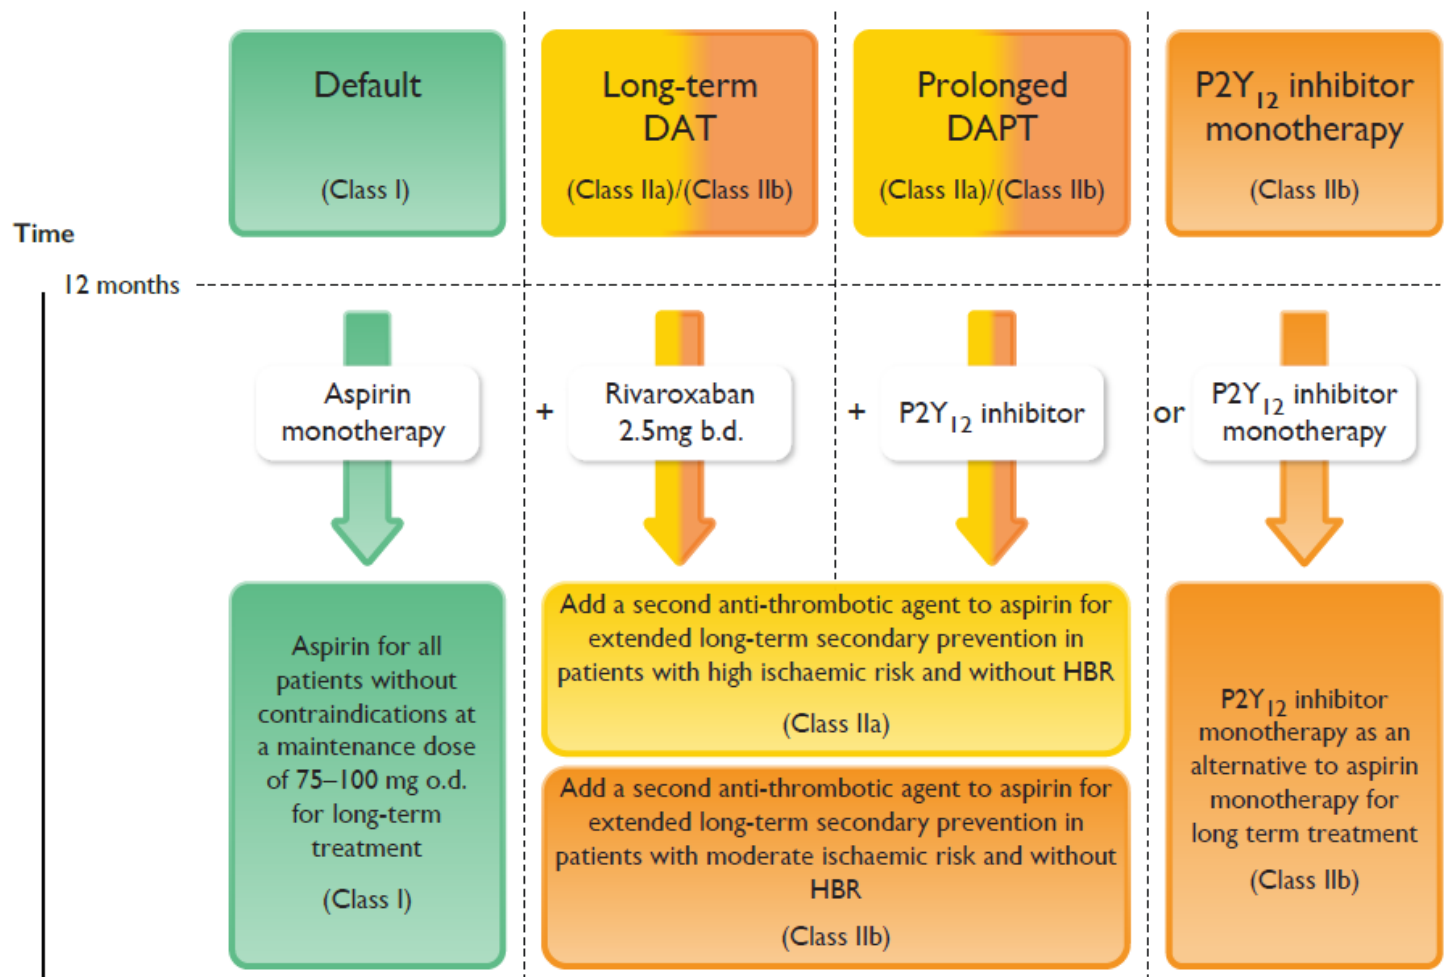 Default
(Class I)
Long-term
DAT
(Class IIa)/(Class IIb)
Prolonged
DAPT
(Class IIa)/(Class IIb)
P2Y12 inhibitor
monotherapy
(Class IIb)
Time
12 months
Aspirin
monotherapy
+
Rivaroxaban
2.5mg b.d.
+
P2Y12 inhibitor
or
P2Y12 inhibitor
monotherapy
Aspirin for all
patients without
contraindications at
a maintenance dose
of 75–100 mg o.d.
for long-term
treatment
(Class I)
Add a second anti-thrombotic agent to aspirin for
extended long-term secondary prevention in
patients with high ischaemic risk and without HBR
(Class IIa)
Add a second anti-thrombotic agent to aspirin for
extended long-term secondary prevention in
patients with moderate ischaemic risk and without
HBR
(Class IIb)
P2Y12 inhibitor
monotherapy as an
alternative to aspirin
monotherapy for
long term treatment
(Class IIb)